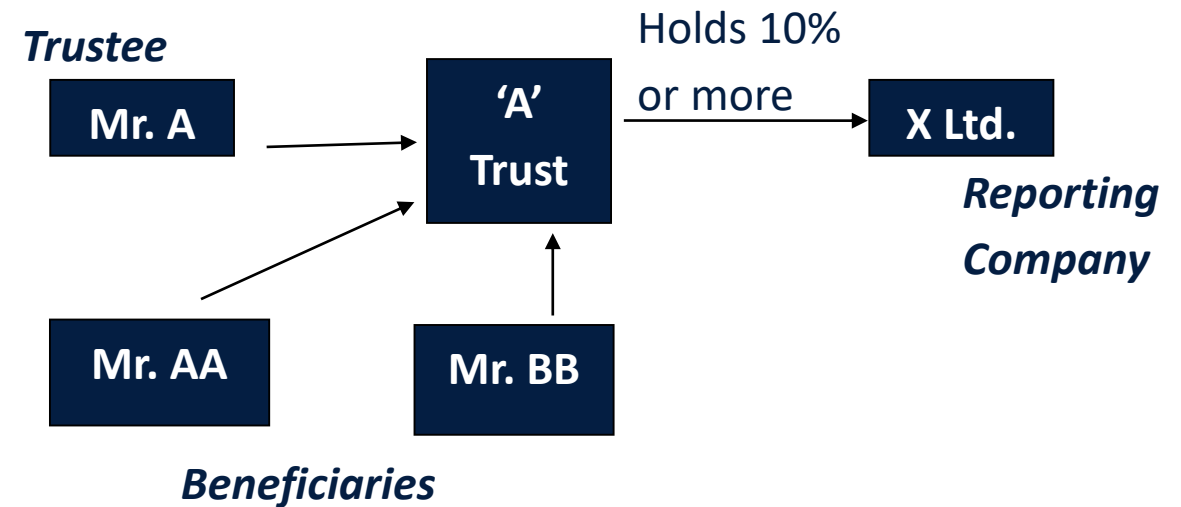 Trustee
Mr. A
‘A’
Trust
Holds 10%
or more
X Ltd.
Reporting
Company
Mr. AA
Mr. BB
Beneficiaries